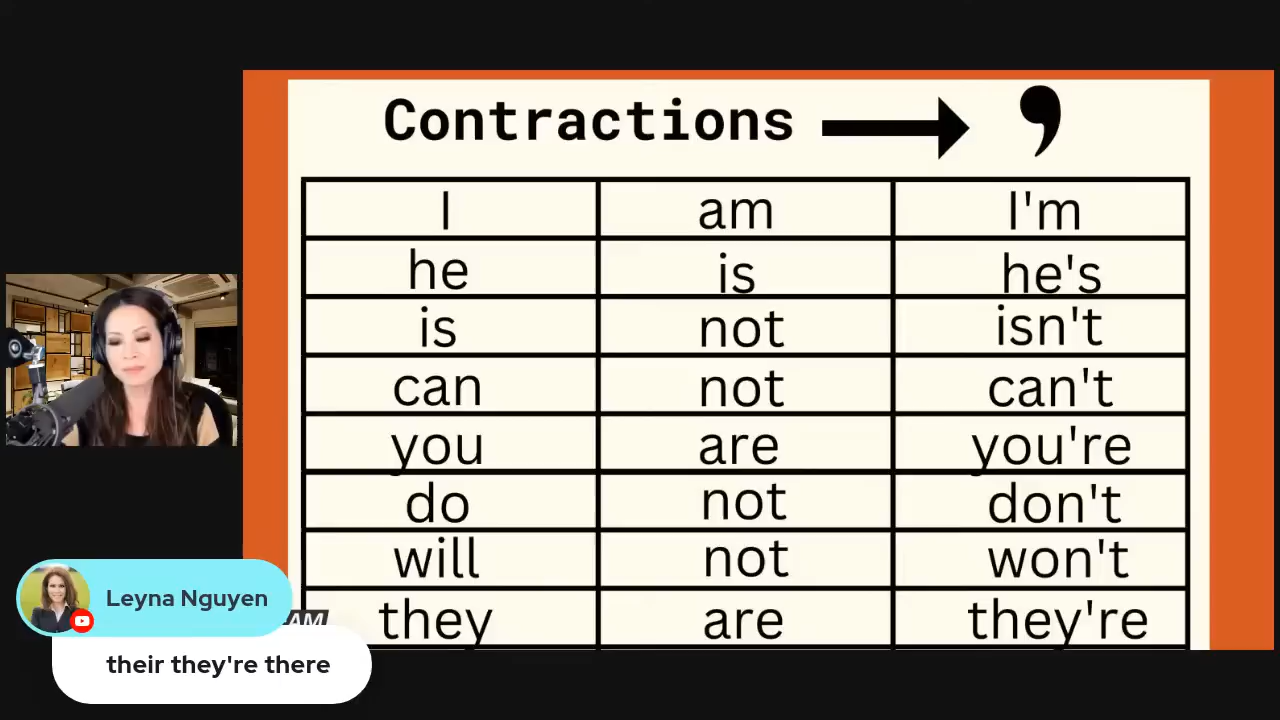 Contractions ,
I am I'm
he is he's
is not isn't
can not can't
you are you're
do not don't
will not won't
they are they're
Leyna Nguyen
AM
their they're there